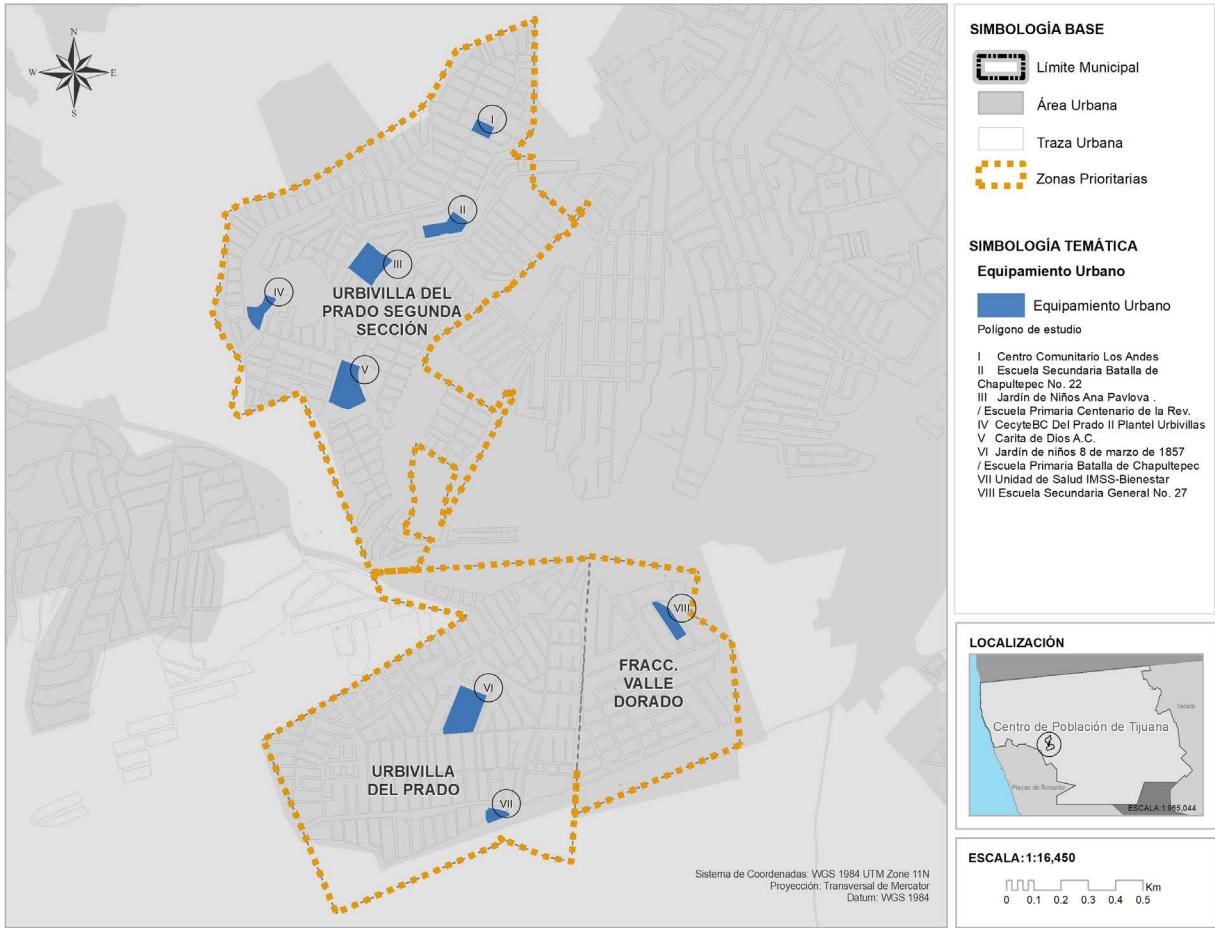 N
W
E
S
I
II
III
URBIVILLA DEL
PRADO SEGUNDA
SECCIÓN
IV
V
VIII
FRACC.
VALLE
DORADO
VI
URBIVILLA
DEL PRADO
VII
Sistema de Coordenadas: WGS 1984 UTM Zone 11N
Proyección: Transversal de Mercator
Datum: WGS 1984
SIMBOLOGÍA BASE
Límite Municipal
Área Urbana
Traza Urbana
Zonas Prioritarias
SIMBOLOGÍA TEMÁTICA
Equipamiento Urbano
Equipamiento Urbano
Polígono de estudio
I Centro Comunitario Los Andes
II Escuela Secundaria Batalla de
Chapultepec No. 22
III Jardín de Niños Ana Pavlova .
/ Escuela Primaria Centenario de la Rev.
IV CecyteBC Del Prado II Plantel Urbivillas
V Carita de Dios A.C.
VI Jardín de niños 8 de marzo de 1857
/ Escuela Primaria Batalla de Chapultepec
VII Unidad de Salud IMSS-Bienestar
VIII Escuela Secundaria General No. 27
LOCALIZACIÓN
Tecate
Centro de Población de Tijuana
Playas de Rosarito
ESCALA:1:965,044
ESCALA: 1:16,450
Km
0 0.1 0.2 0.3 0.4 0.5